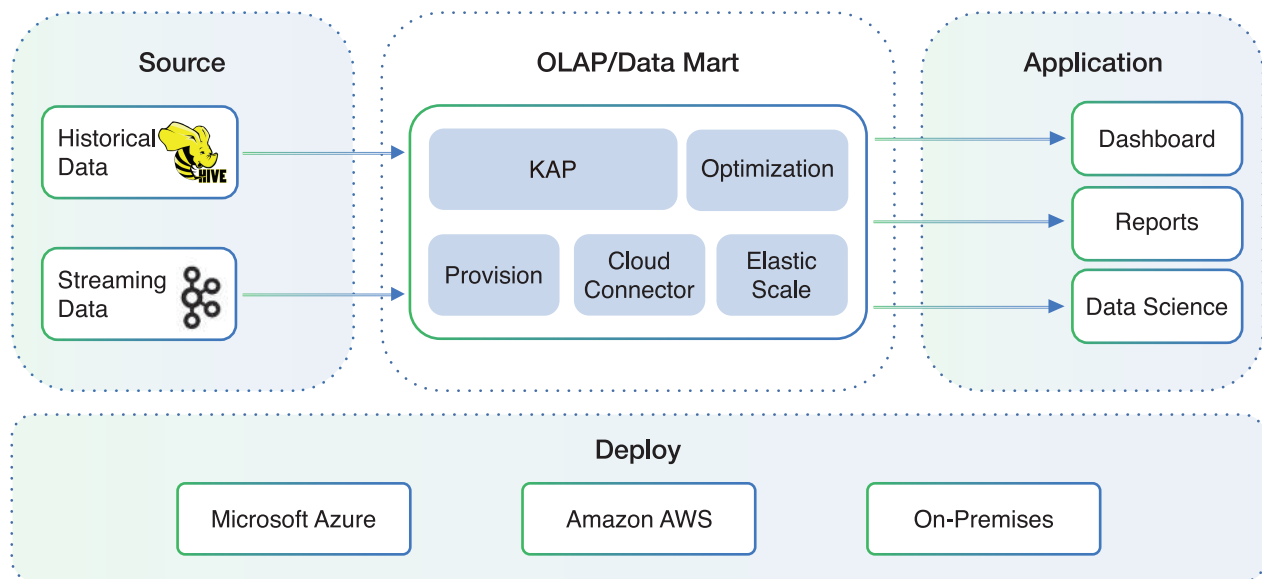 Source
Historical
Data
HIVE
Streaming
Data
OLAP/Data Mart
KAP
Optimization
Provision
Cloud
Connector
Elastic
Scale
Application
Dashboard
Reports
Data Science
Deploy
Microsoft Azure
Amazon AWS
On-Premises